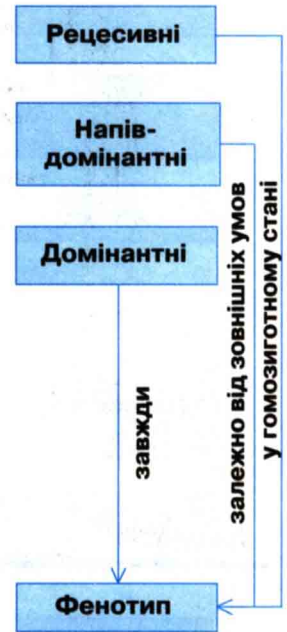 Рецесивні
Напів-
домінантні
Домінантні
завжди
залежно від зовнішніх умов
у гомозиготному стані
Фенотип